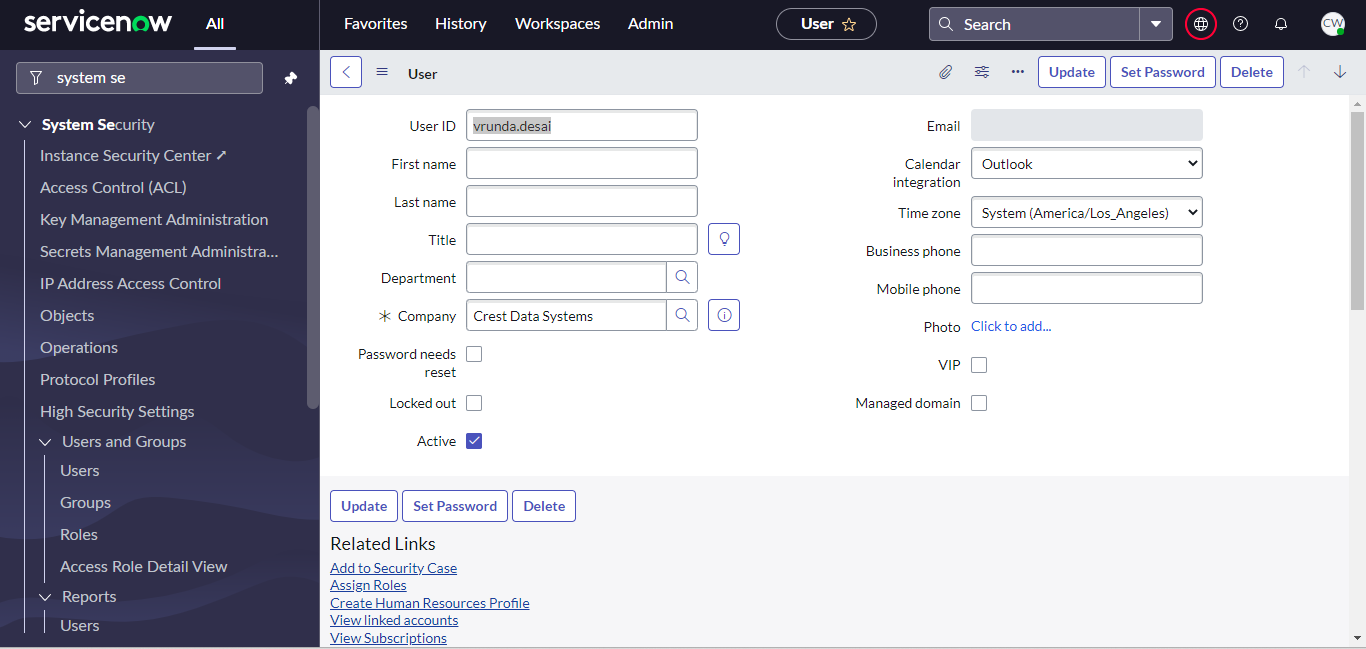 servicenow
All
Favorites
History
Workspaces
Admin
User
Search
CW
system se
System Security
Instance Security Center ↗
Access Control (ACL)
Key Management Administration
Secrets Management Administra...
IP Address Access Control
Objects
Operations
Protocol Profiles
High Security Settings
Users and Groups
Users
Groups
Roles
Access Role Detail View
Reports
Users
User
Update
Set Password
Delete
User ID
vrunda.desai
First name
Last name
Title
Department
Company
Crest Data Systems
Password needs
reset
Locked out
Active
Email
Calendar
integration
Outlook
Time zone
System (America/Los_Angeles)
Business phone
Mobile phone
Photo
Click to add...
VIP
Managed domain
Update
Set Password
Delete
Related Links
Add to Security Case
Assign Roles
Create Human Resources Profile
View linked accounts
View Subscriptions